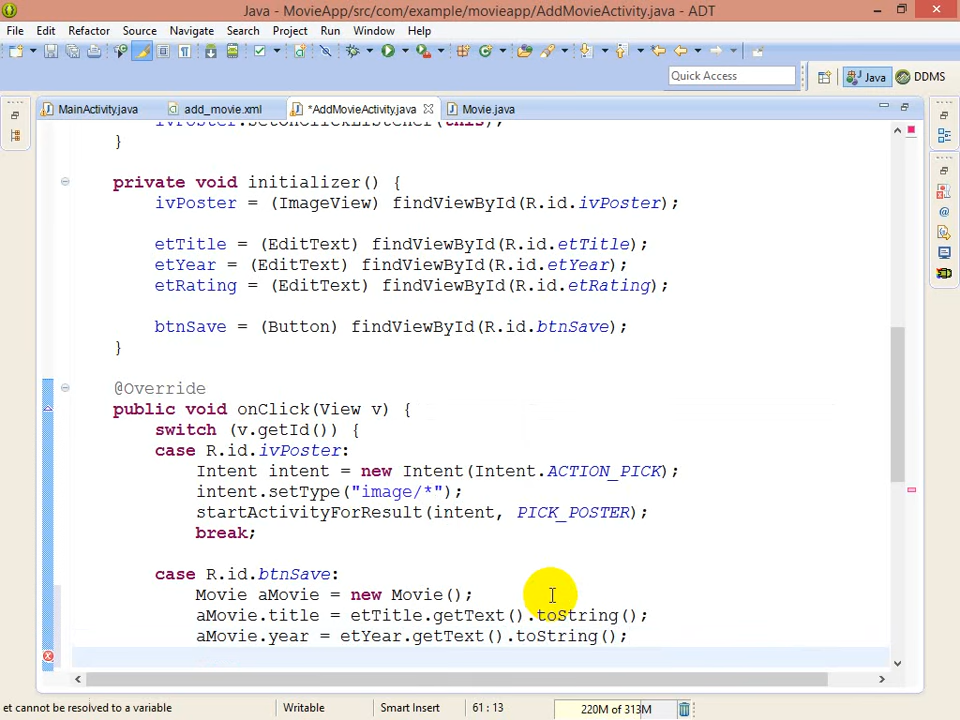 Java - MovieApp/src/com/example/movieapp/AddMovieActivity.java - ADT
File Edit Refactor Source Navigate Search Project Run Window Help
Quick Access Java DDMS
MainActivity.java add_movie.xml *AddMovieActivity.java Movie.java
ivPoster.setOnClickListener(this);
}
private void initializer() {
ivPoster = (ImageView) findViewById(R.id.ivPoster);
etTitle = (EditText) findViewById(R.id.etTitle);
etYear = (EditText) findViewById(R.id.etYear);
etRating = (EditText) findViewById(R.id.etRating);
btnSave = (Button) findViewById(R.id.btnSave);
}
@Override
public void onClick(View v) {
switch (v.getId()) {
case R.id.ivPoster:
Intent intent = new Intent(Intent.ACTION_PICK);
intent.setType("image/*");
startActivityForResult(intent, PICK_POSTER);
break;
case R.id.btnSave:
Movie aMovie = new Movie();
aMovie.title = etTitle.getText().toString();
aMovie.year = etYear.getText().toString();
et cannot be resolved to a variable Writable Smart Insert 61 : 13 220M of 313M